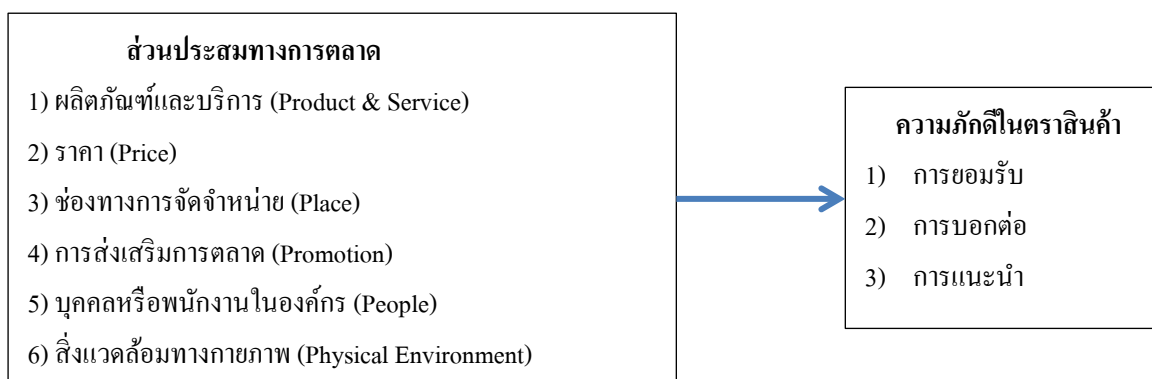 ส่วนประสมทางการตลาด
1) ผลิตภัณฑ์และบริการ (Product & Service)
2) ราคา (Price)
3) ช่องทางการจัดจำหน่าย (Place)
4) การส่งเสริมการตลาด (Promotion)
5) บุคคลหรือพนักงานในองค์กร (People)
6) สิ่งแวดล้อมทางกายภาพ (Physical Environment)
ความภักดีในตราสินค้า
1) การยอมรับ
2) การบอกต่อ
3) การแนะนำ